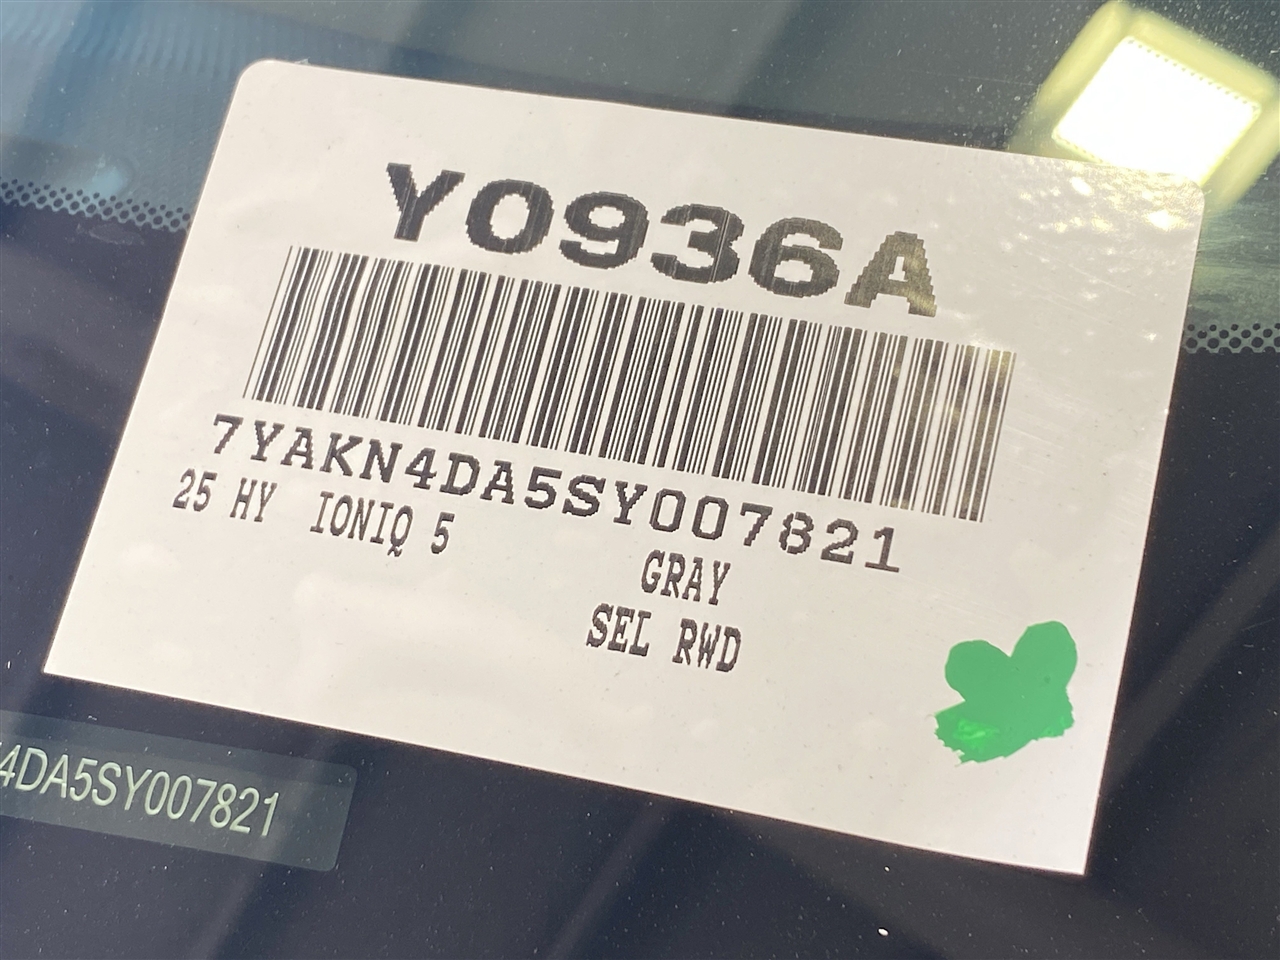 Y0936A
7YAKN4DA5SY007821
25 HY IONIQ 5
GRAY
SEL RWD
4DA5SY007821